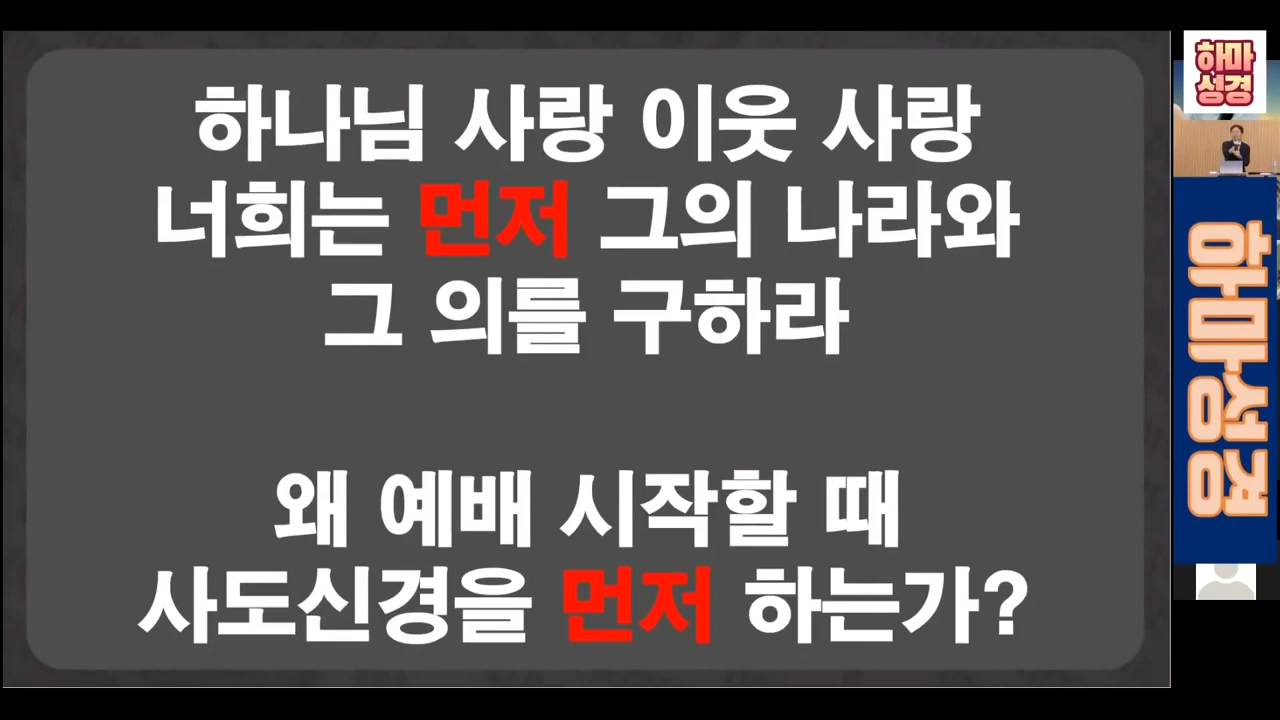 하나님 사랑 이웃 사랑
너희는 먼저 그의 나라와
그 의를 구하라
왜 예배 시작할 때
사도신경을 먼저 하는가?
하마
성경
하마성경